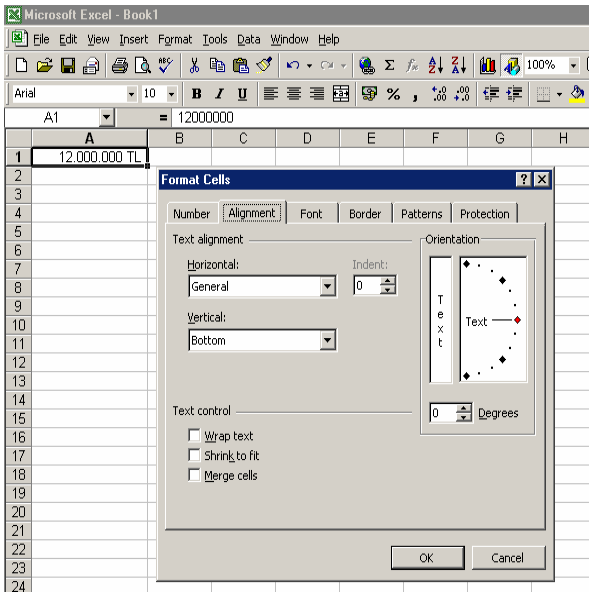 Microsoft Excel - Book1
File Edit View Insert Format Tools Data Window Help
Σ fx 100%
Arial 10 B I U % ,
A1 = 12000000
A B C D E F G H
1 12.000.000 TL
2
3
4
5
6
7
8
9
10
11
12
13
14
15
16
17
18
19
20
21
22
23
24
Format Cells
Number Alignment Font Border Patterns Protection
Text alignment
Horizontal: Indent:
General 0
Vertical:
Bottom
Text control
Wrap text
Shrink to fit
Merge cells
Orientation
Text
Text
0 Degrees
OK Cancel